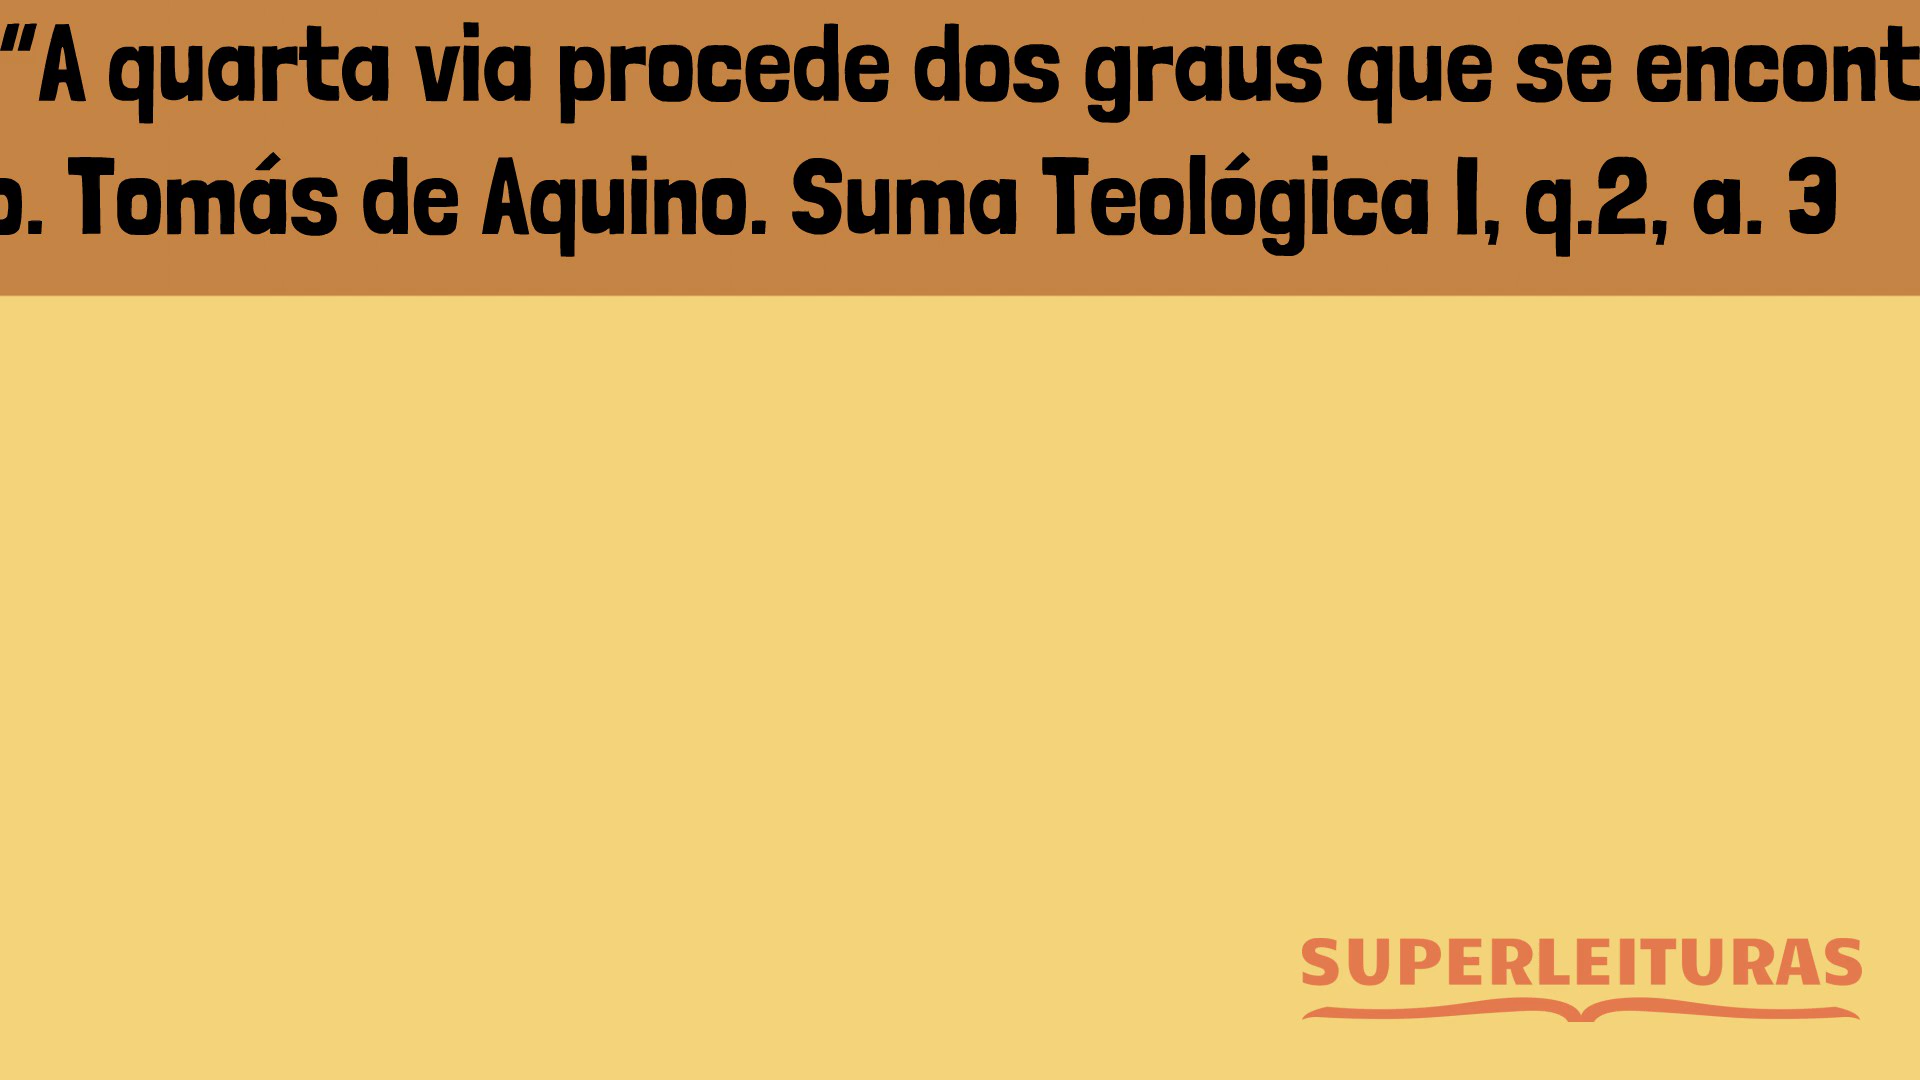 "A quarta via procede dos graus que se encont
o. Tomás de Aquino. Suma Teológica I, q.2, a. 3
SUPERLEITURAS